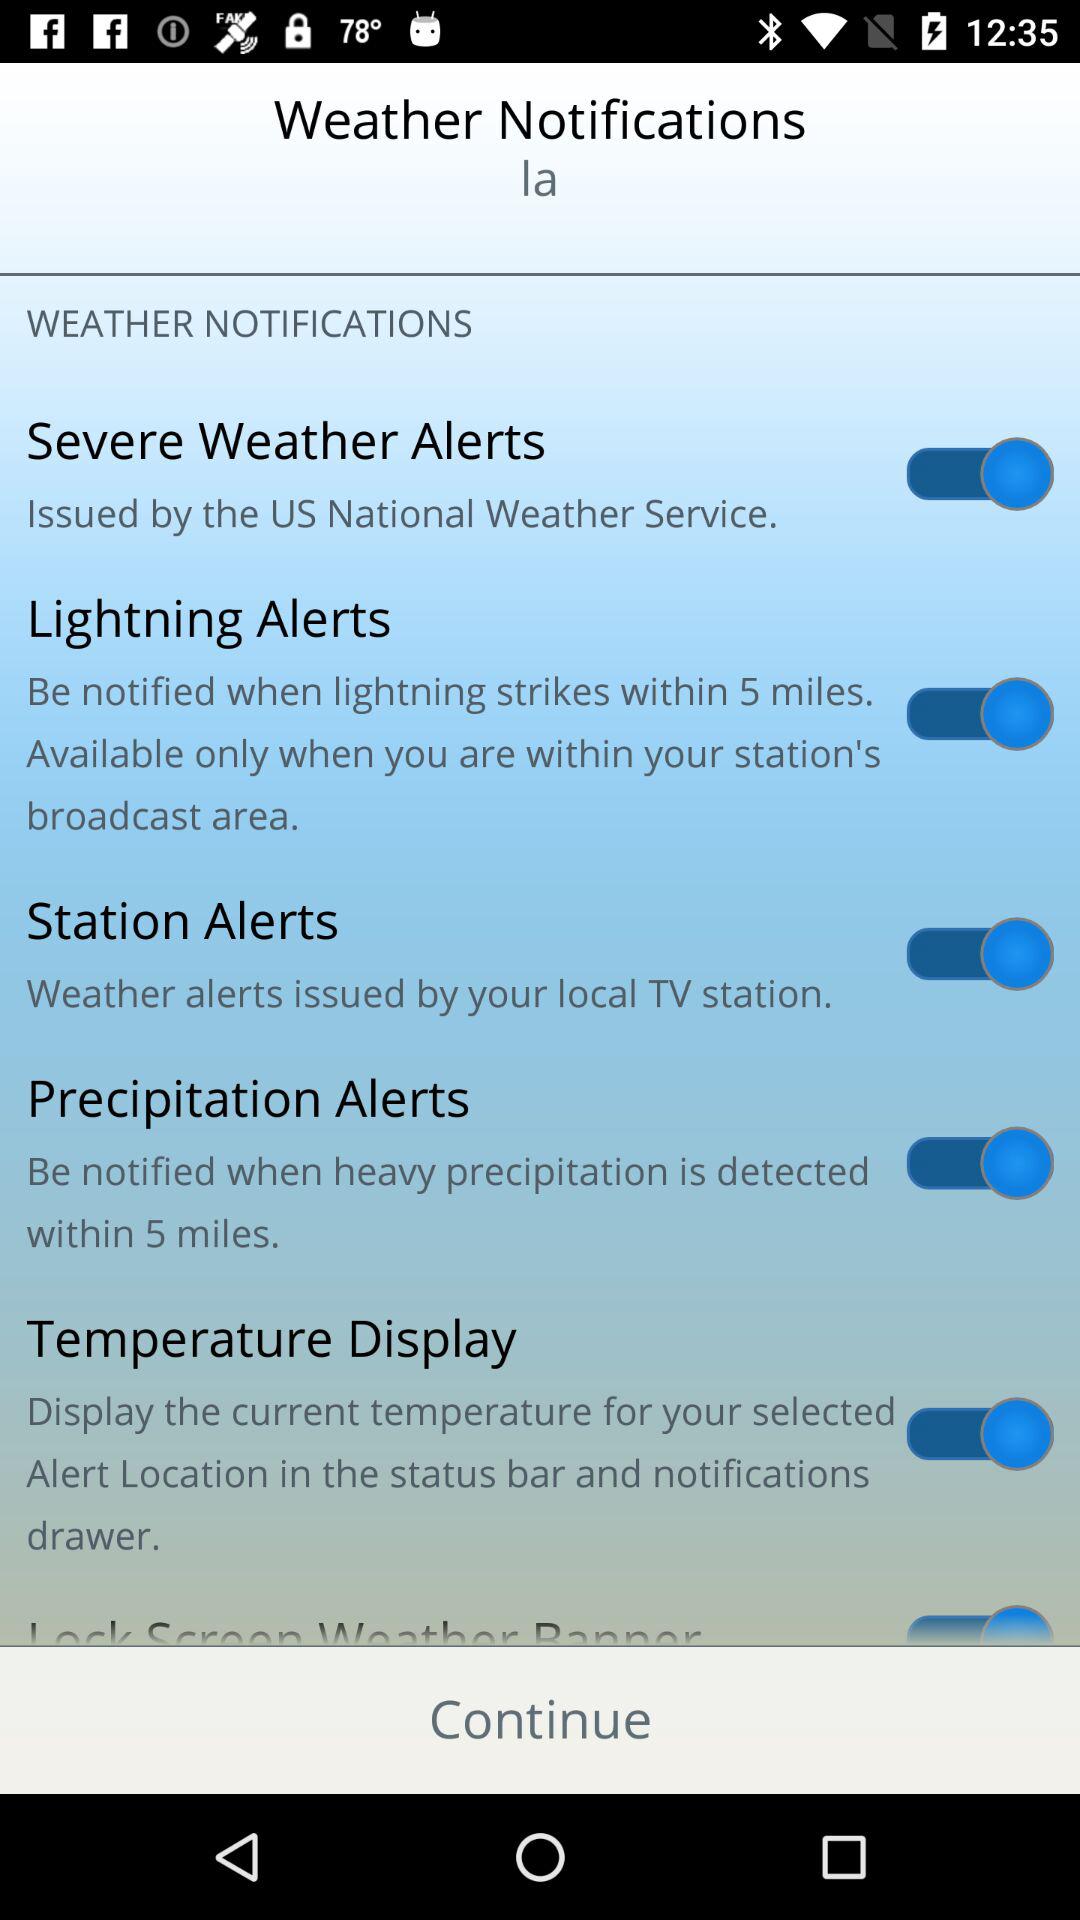 FAKE 78° 12:35
Weather Notifications
la
WEATHER NOTIFICATIONS
Severe Weather Alerts
Issued by the US National Weather Service.
Lightning Alerts
Be notified when lightning strikes within 5 miles.
Available only when you are within your station's
broadcast area.
Station Alerts
Weather alerts issued by your local TV station.
Precipitation Alerts
Be notified when heavy precipitation is detected
within 5 miles.
Temperature Display
Display the current temperature for your selected
Alert Location in the status bar and notifications
drawer.
Lock Screen Weather Banner
Continue